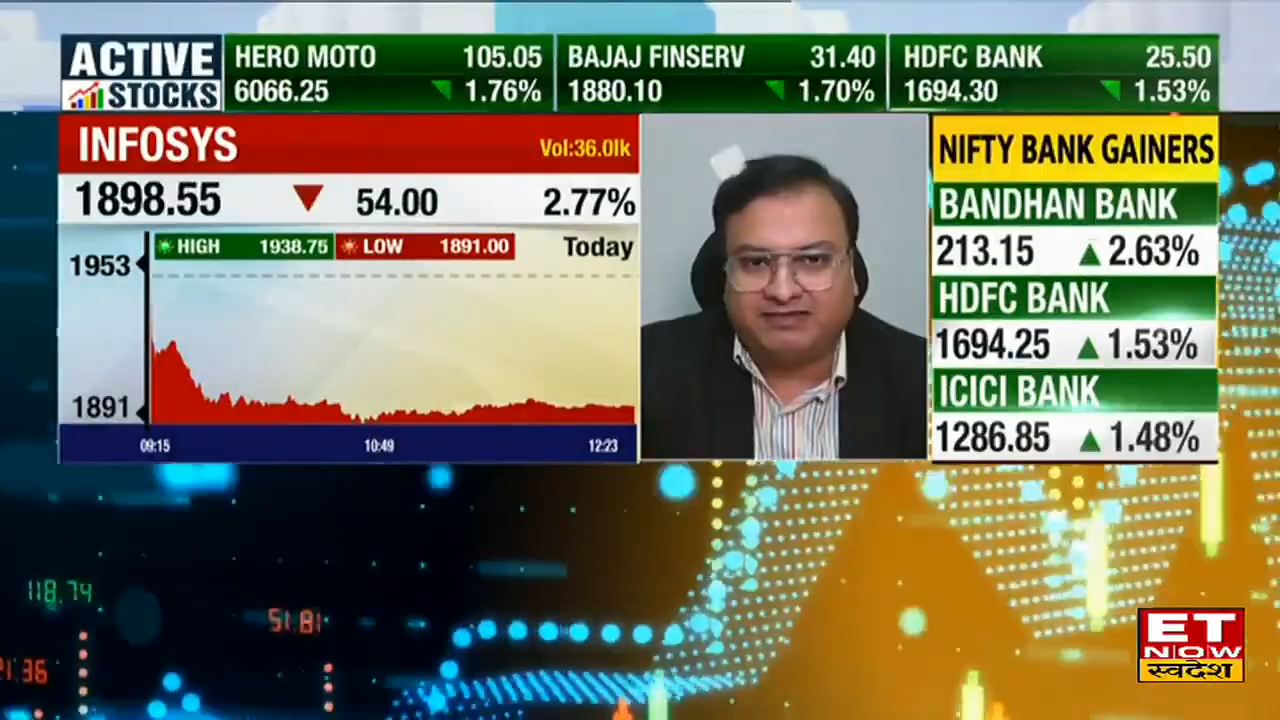 ACTIVE STOCKS
HERO MOTO 105.05
6066.25 1.76%
BAJAJ FINSERV 31.40
1880.10 1.70%
HDFC BANK 25.50
1694.30 1.53%
INFOSYS Vol:36.0lk
1898.55 54.00 2.77%
HIGH 1938.75 LOW 1891.00 Today
1953
1891
09:15 10:49 12:23
NIFTY BANK GAINERS
BANDHAN BANK
213.15 2.63%
HDFC BANK
1694.25 1.53%
ICICI BANK
1286.85 1.48%
118.74
51.81
21.36
ET
NOW
स्वदेश